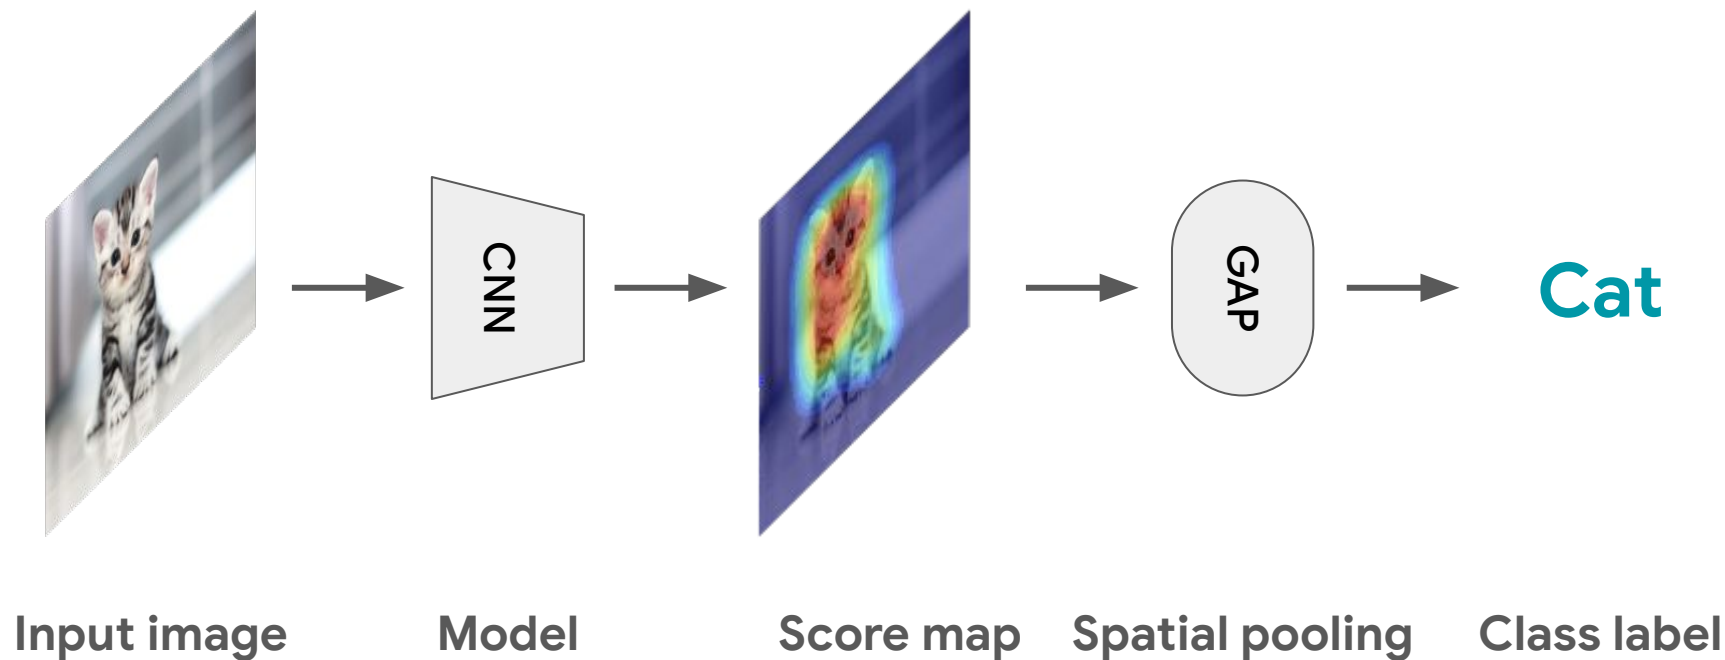 CNN
GAP
Cat
Input image
Model
Score map
Spatial pooling
Class label